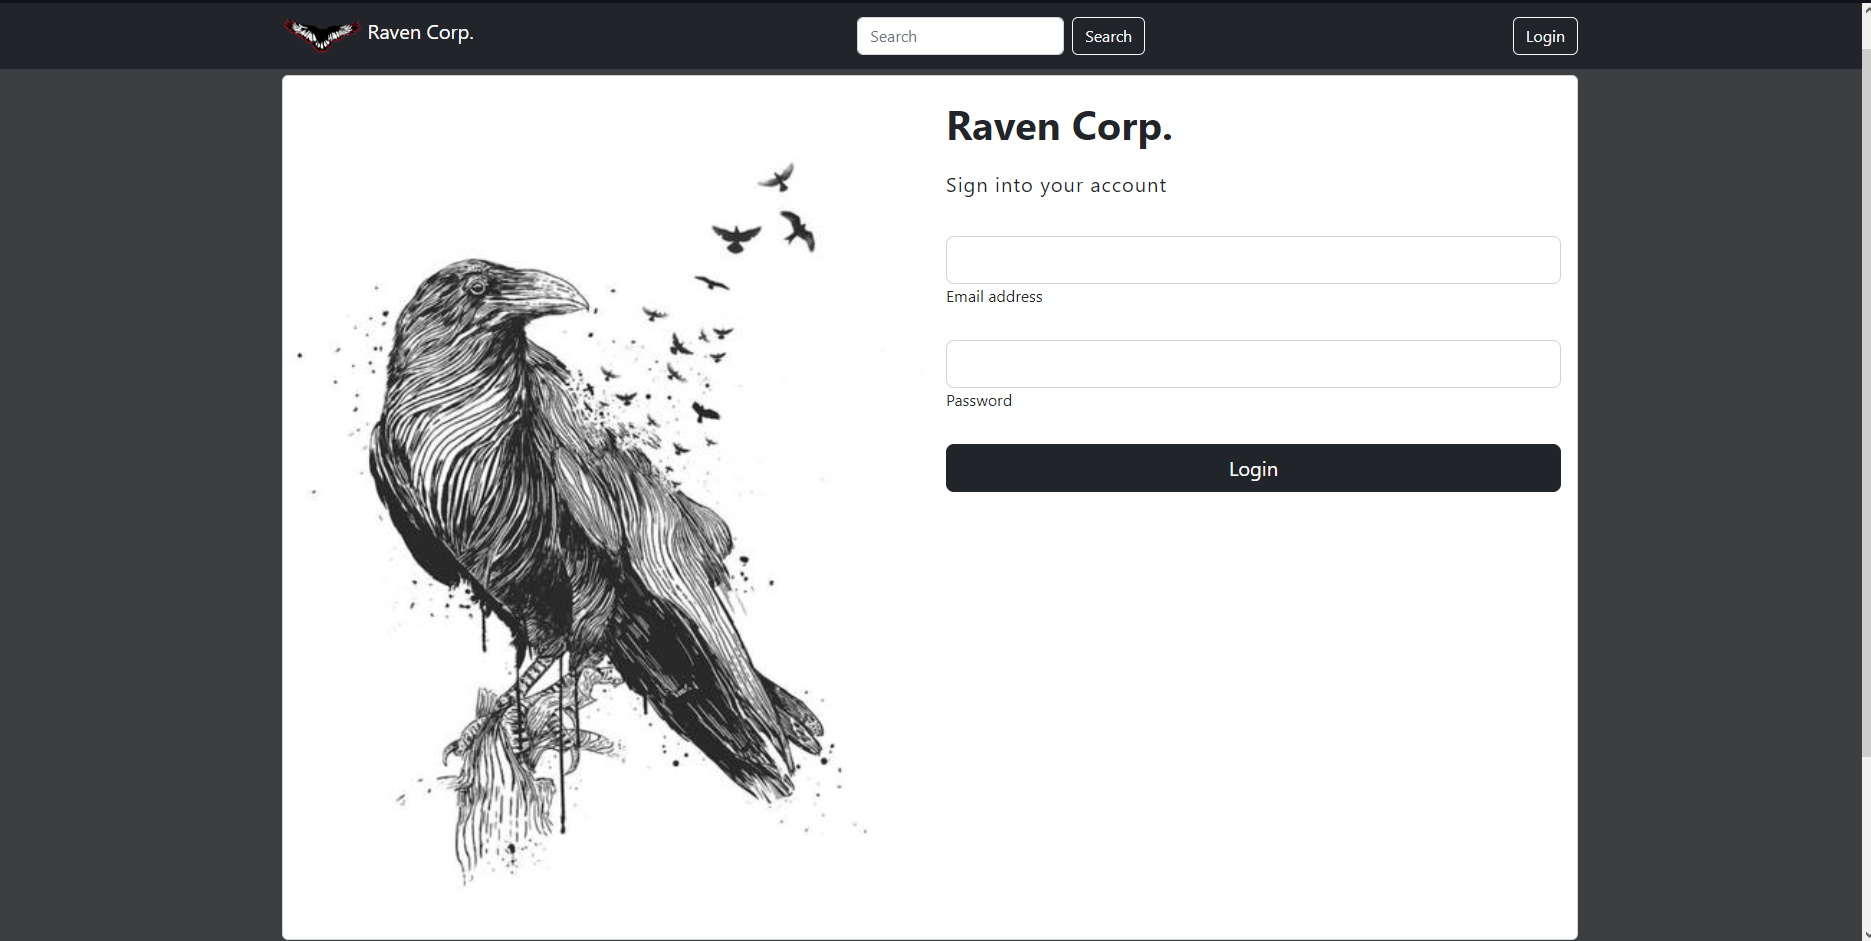 Raven Corp.
Search
Search
Login
Raven Corp.
Sign into your account
Email address
Password
Login